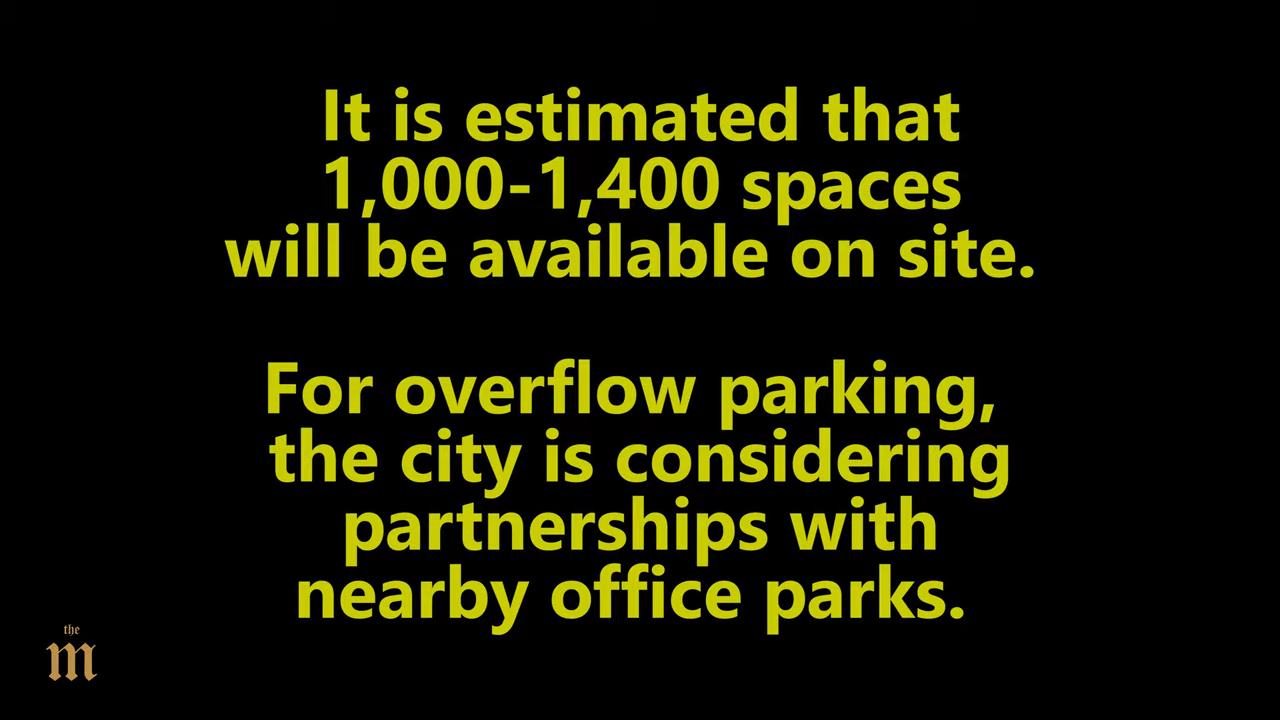 It is estimated that
1,000-1,400 spaces
will be available on site.
For overflow parking,
the city is considering
partnerships with
nearby office parks.
the
m